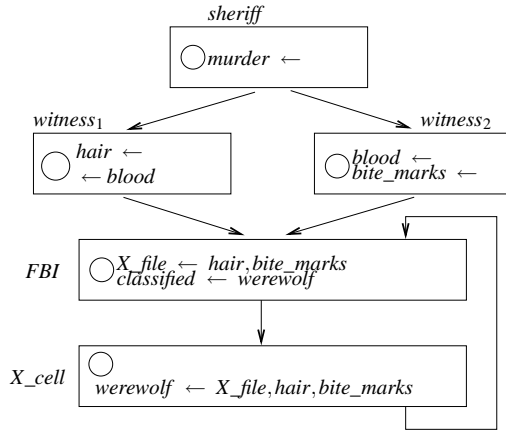 sheriff
murder ←
witness₁
witness₂
hair ←
← blood
blood ←
bite_marks ←
FBI
X_file ← hair,bite_marks
classified ← werewolf
X_cell
werewolf ← X_file,hair,bite_marks